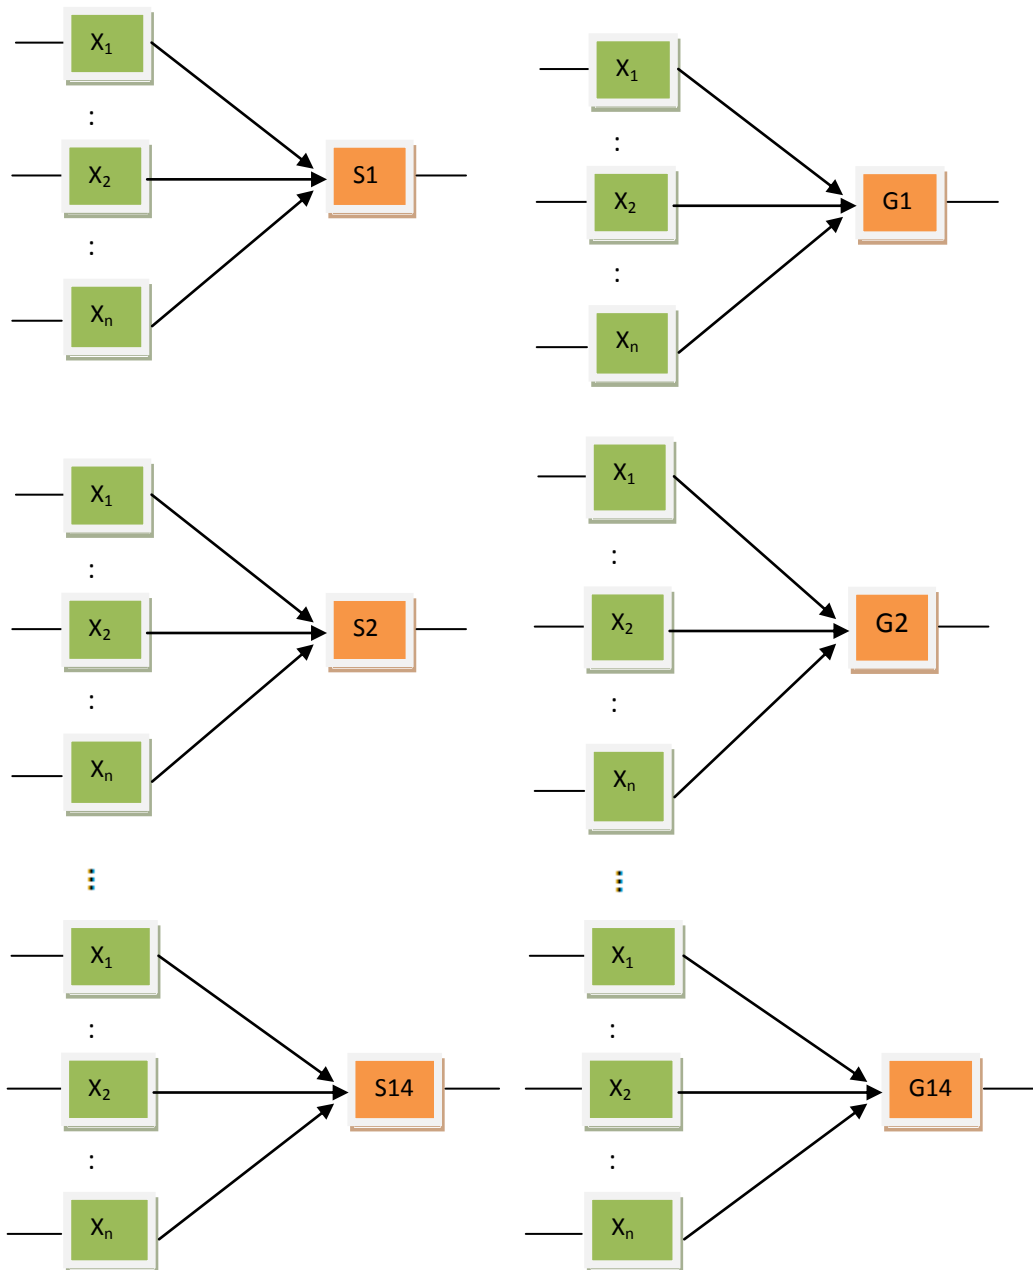 X₁
:
X₂
:
Xₙ
S1
X₁
:
X₂
:
Xₙ
G1
X₁
:
X₂
:
Xₙ
S2
X₁
:
X₂
:
Xₙ
G2
⋮
⋮
X₁
:
X₂
:
Xₙ
S14
X₁
:
X₂
:
Xₙ
G14